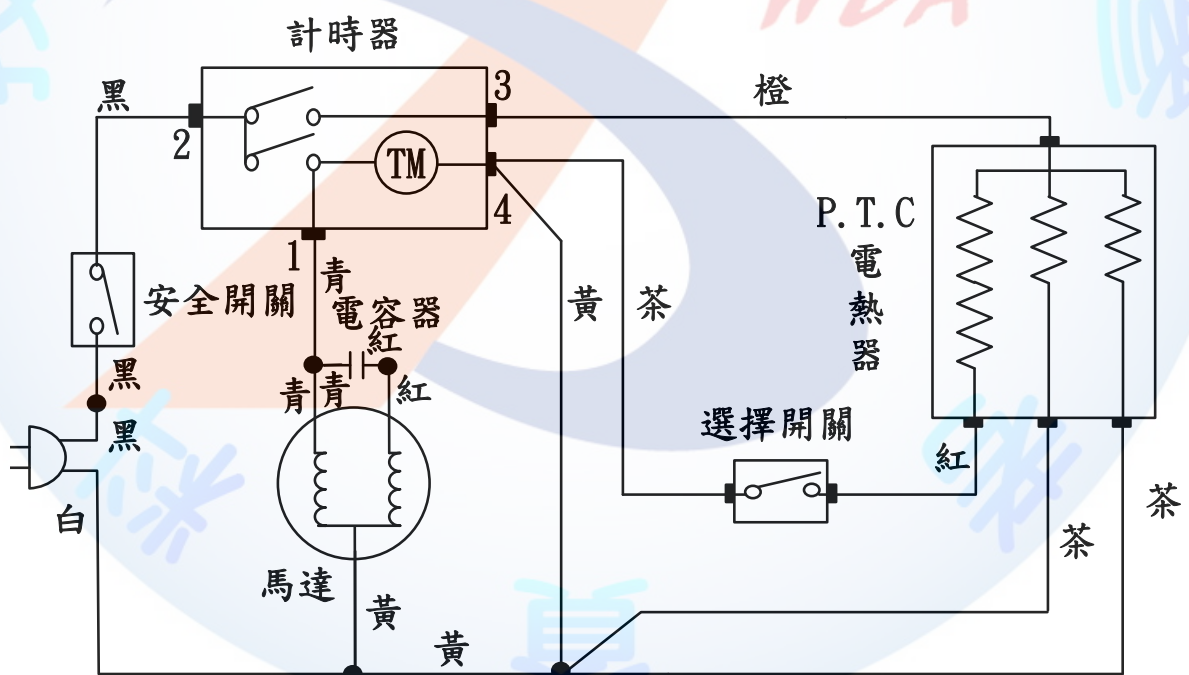 計時器
WDA
黑
2
3
橙
TM
4
1
青
安全開關
電容器
紅
黃
茶
P.T.C
電
熱
器
黑
青
青
紅
黑
選擇開關
紅
白
茶
茶
馬達
黃
黃